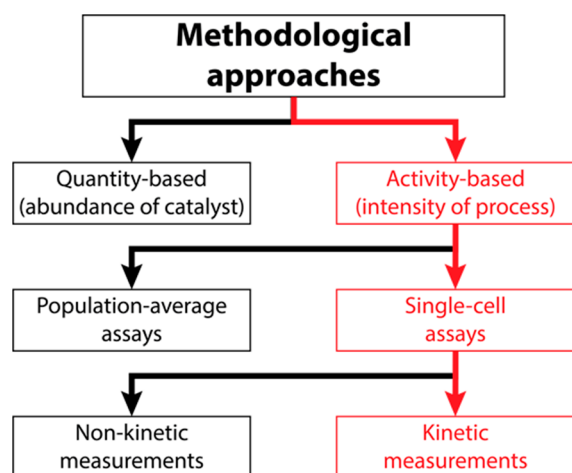 Methodological
approaches
Quantity-based
(abundance of catalyst)
Activity-based
(intensity of process)
Population-average
assays
Single-cell
assays
Non-kinetic
measurements
Kinetic
measurements